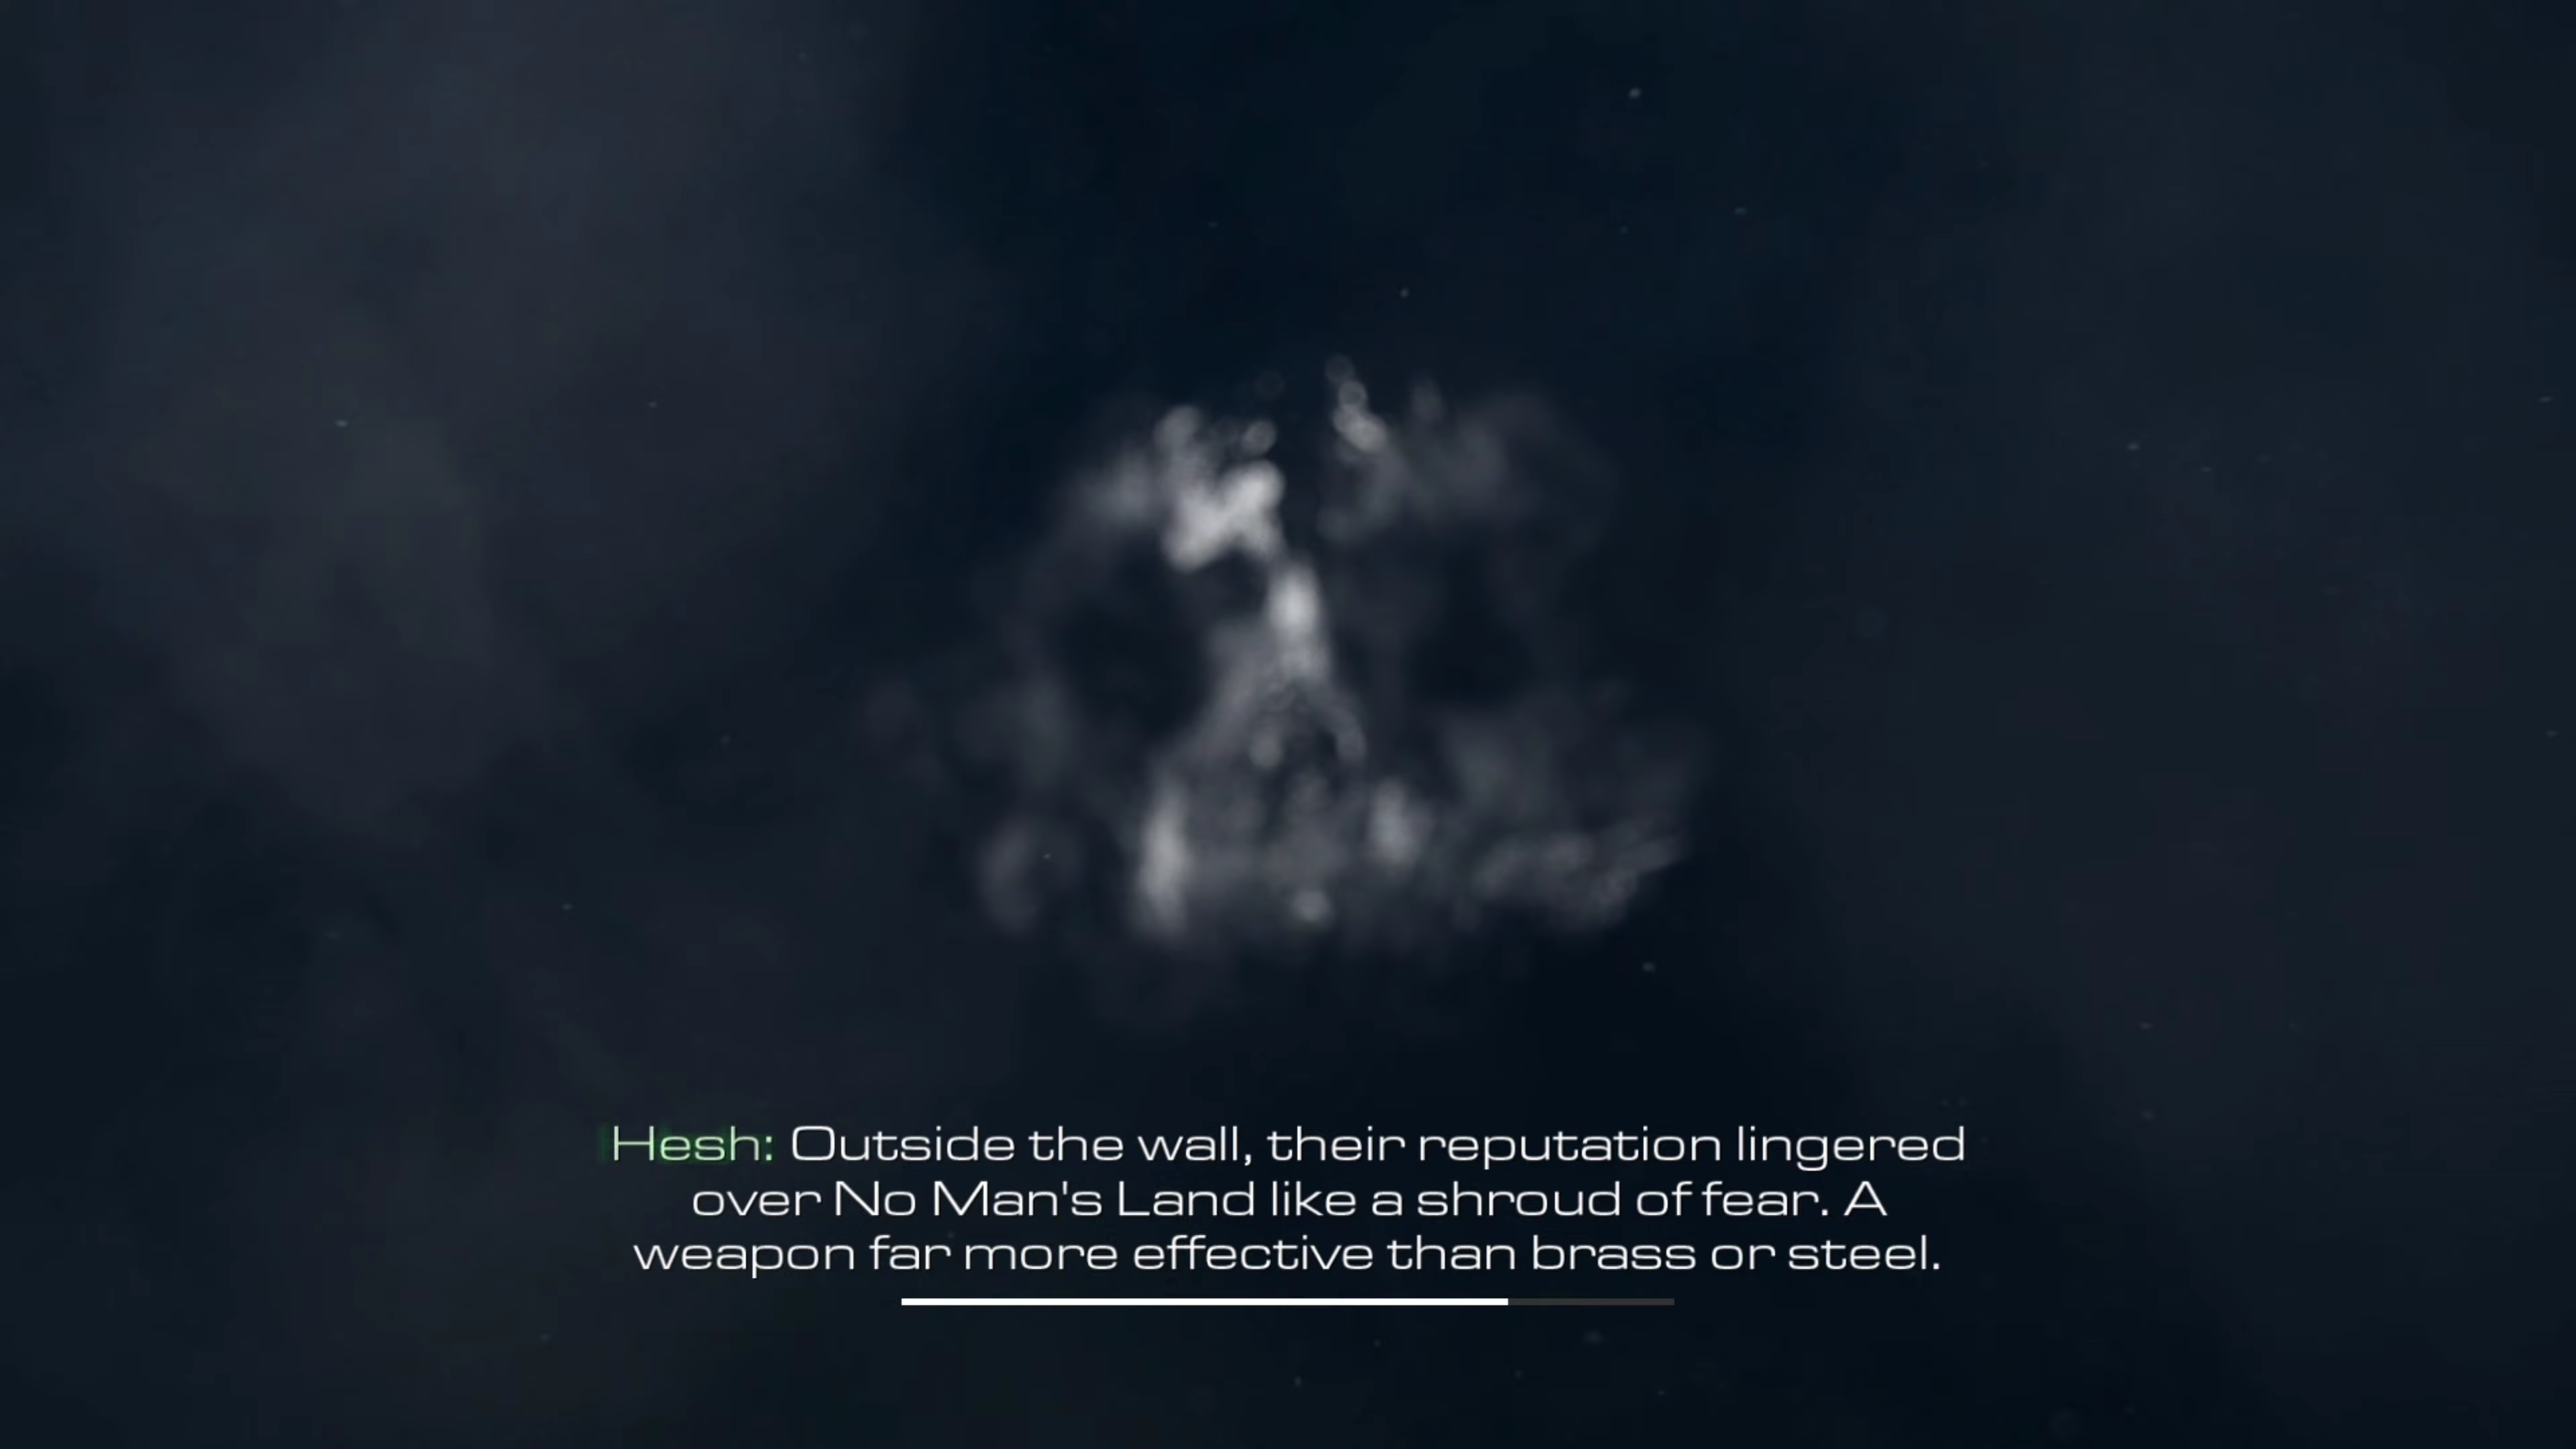 Hesh: Outside the wall, their reputation lingered
over No Man's Land like a shroud of fear. A
weapon far more effective than brass or steel.